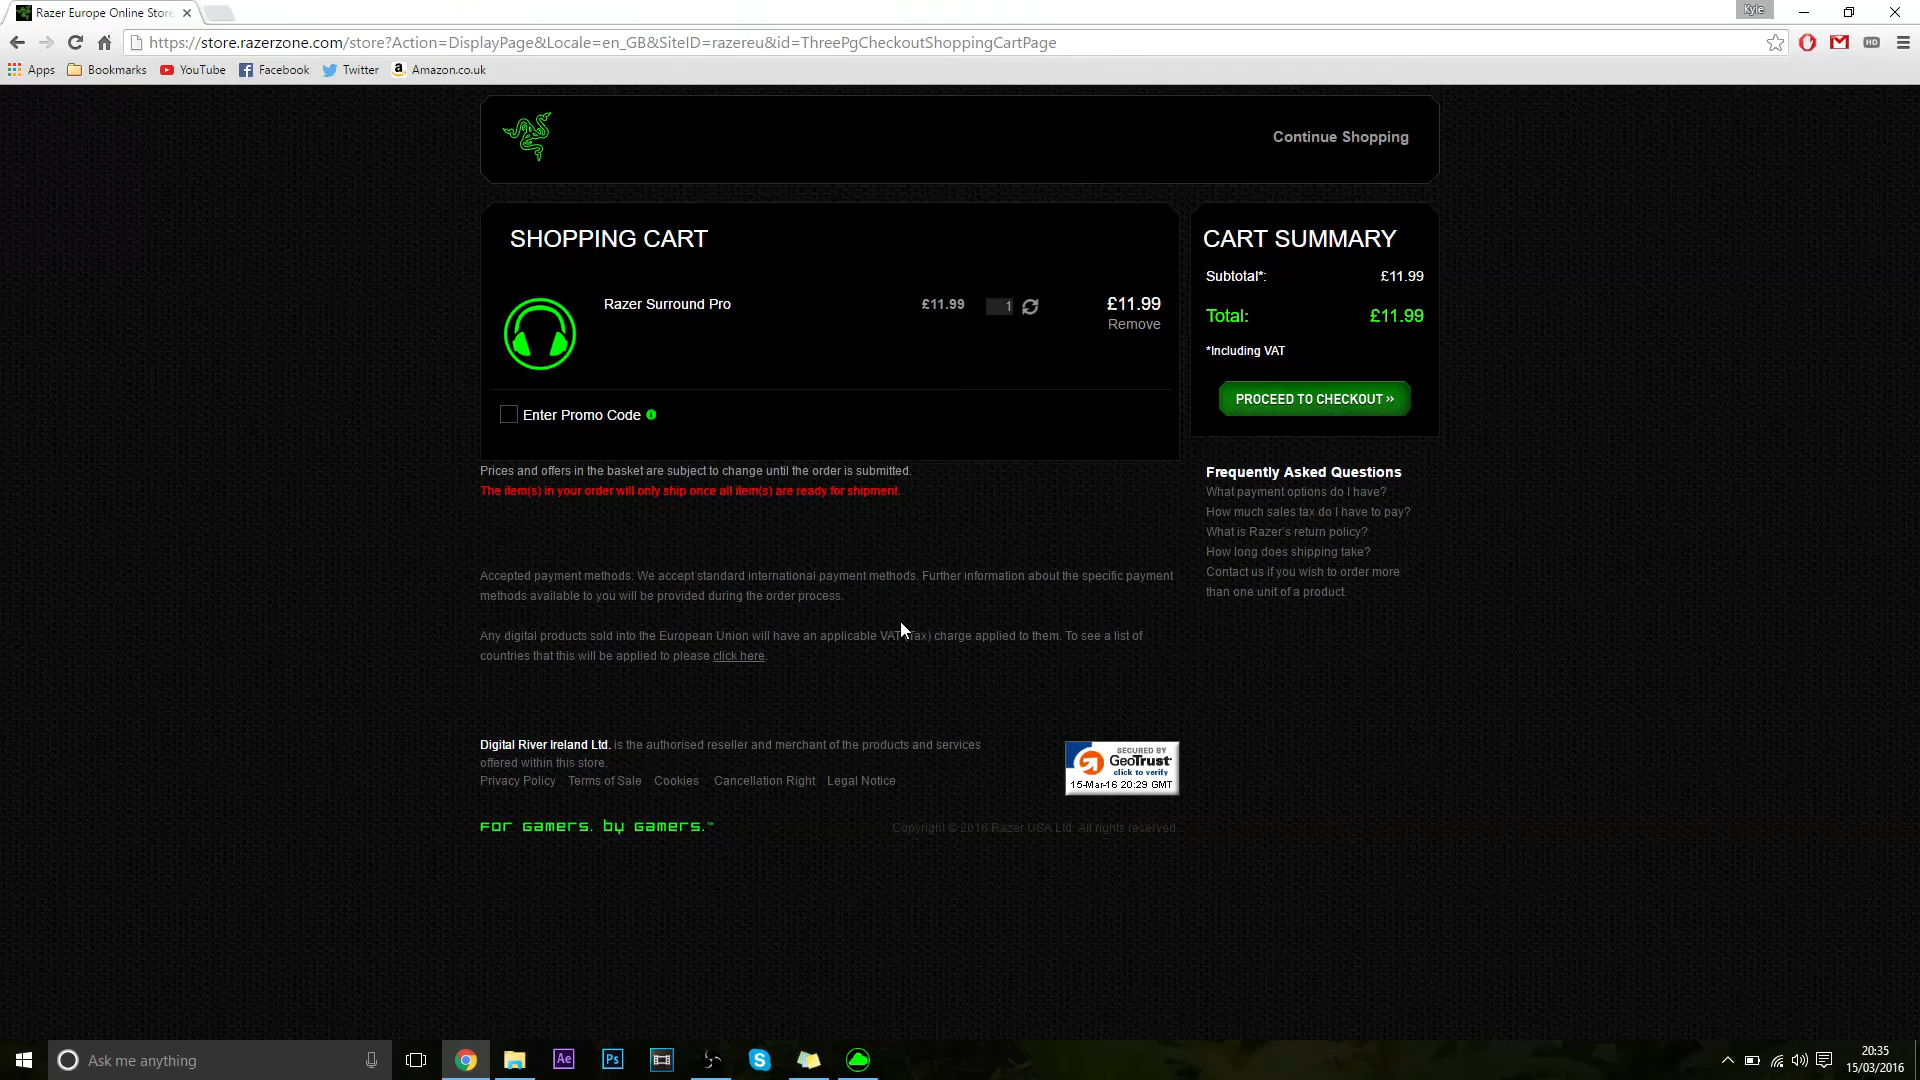 Razer Europe Online Store
Kyle
https://store.razerzone.com/store?Action=DisplayPage&Locale=en_GB&SiteID=razereu&id=ThreePgCheckoutShoppingCartPage
HD
Apps
Bookmarks
YouTube
Facebook
Twitter
Amazon.co.uk
Continue Shopping
SHOPPING CART
Razer Surround Pro
£11.99
1
£11.99
Remove
Enter Promo Code
CART SUMMARY
Subtotal*: £11.99
Total: £11.99
*Including VAT
PROCEED TO CHECKOUT »
Prices and offers in the basket are subject to change until the order is submitted.
The item(s) in your order will only ship once all item(s) are ready for shipment.
Frequently Asked Questions
What payment options do I have?
How much sales tax do I have to pay?
What is Razer's return policy?
How long does shipping take?
Contact us if you wish to order more
than one unit of a product.
Accepted payment methods: We accept standard international payment methods. Further information about the specific payment
methods available to you will be provided during the order process.
Any digital products sold into the European Union will have an applicable VAT (Tax) charge applied to them. To see a list of
countries that this will be applied to please click here.
Digital River Ireland Ltd. is the authorised reseller and merchant of the products and services
offered within this store.
Privacy Policy Terms of Sale Cookies Cancellation Right Legal Notice
SECURED BY
GeoTrust
click to verify
15-Mar-16 20:29 GMT
For Gamers. By Gamers.™
Copyright © 2016 Razer USA Ltd. All rights reserved.
Ask me anything
Ae
Ps
20:35
15/03/2016